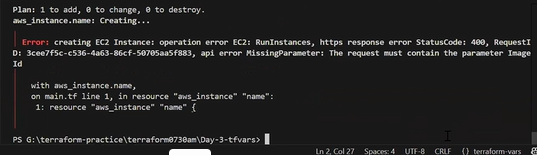 Plan: 1 to add, 0 to change, 0 to destroy.
aws_instance.name: Creating...
Error: creating EC2 Instance: operation error EC2: RunInstances, https response error StatusCode: 400, RequestI
D: 3cee7f5c-c536-4a63-86cf-50705aa5f883, api error MissingParameter: The request must contain the parameter Image
Id
with aws_instance.name,
on main.tf line 1, in resource "aws_instance" "name":
1: resource "aws_instance" "name" {
PS G:\terraform-practice\terraform0730am\Day-3-tfvars>
Ln 2, Col 27 Spaces: 4 UTF-8 CRLF {} terraform-vars